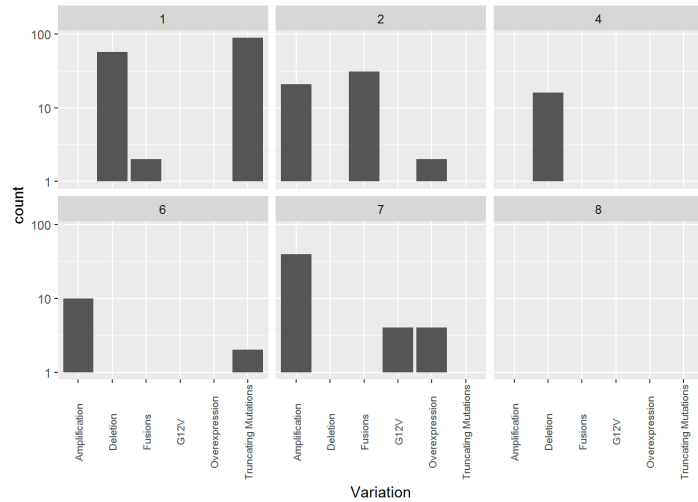 1
2
4
100
10
1
count
6
7
8
100
10
1
Amplification
Deletion
Fusions
G12V
Overexpression
Truncating Mutations
Amplification
Deletion
Fusions
G12V
Overexpression
Truncating Mutations
Amplification
Deletion
Fusions
G12V
Overexpression
Truncating Mutations
Variation